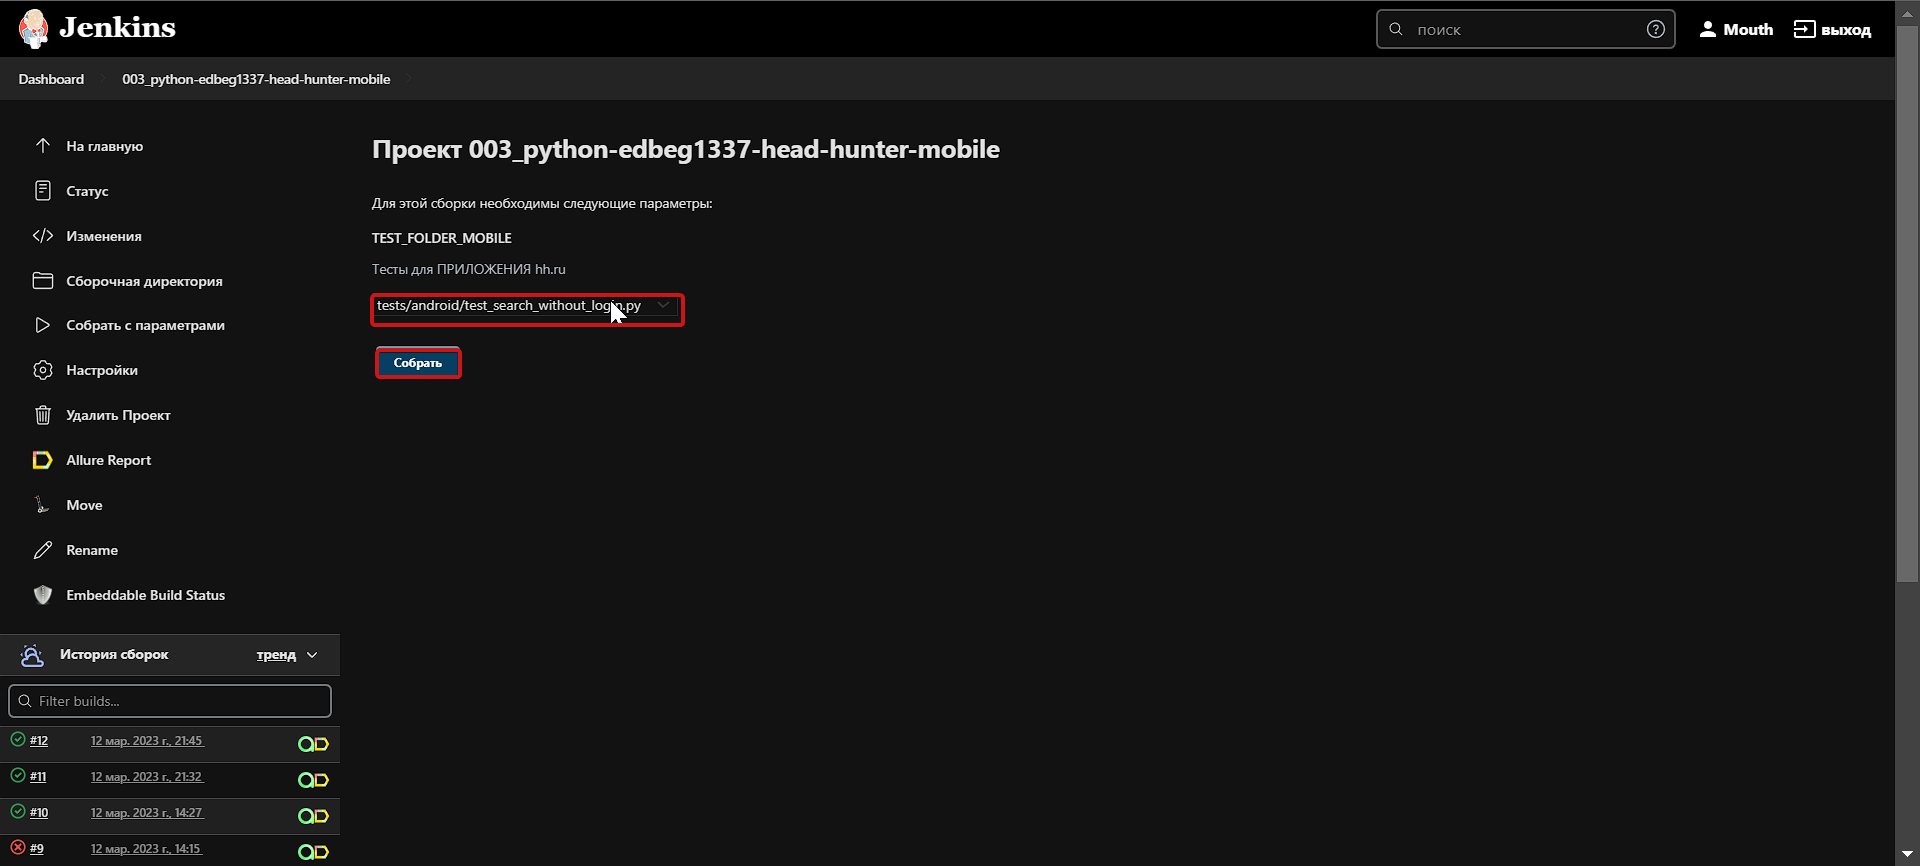 Jenkins
поиск
Mouth
выход
Dashboard
003_python-edbeg1337-head-hunter-mobile
На главную
Статус
Изменения
Сборочная директория
Собрать с параметрами
Настройки
Удалить Проект
Allure Report
Move
Rename
Embeddable Build Status
История сборок
тренд
Filter builds...
#12 12 мар. 2023 г., 21:45
#11 12 мар. 2023 г., 21:32
#10 12 мар. 2023 г., 14:27
#9 12 мар. 2023 г., 14:15
Проект 003_python-edbeg1337-head-hunter-mobile
Для этой сборки необходимы следующие параметры:
TEST_FOLDER_MOBILE
Тесты для ПРИЛОЖЕНИЯ hh.ru
tests/android/test_search_without_login.py
Собрать